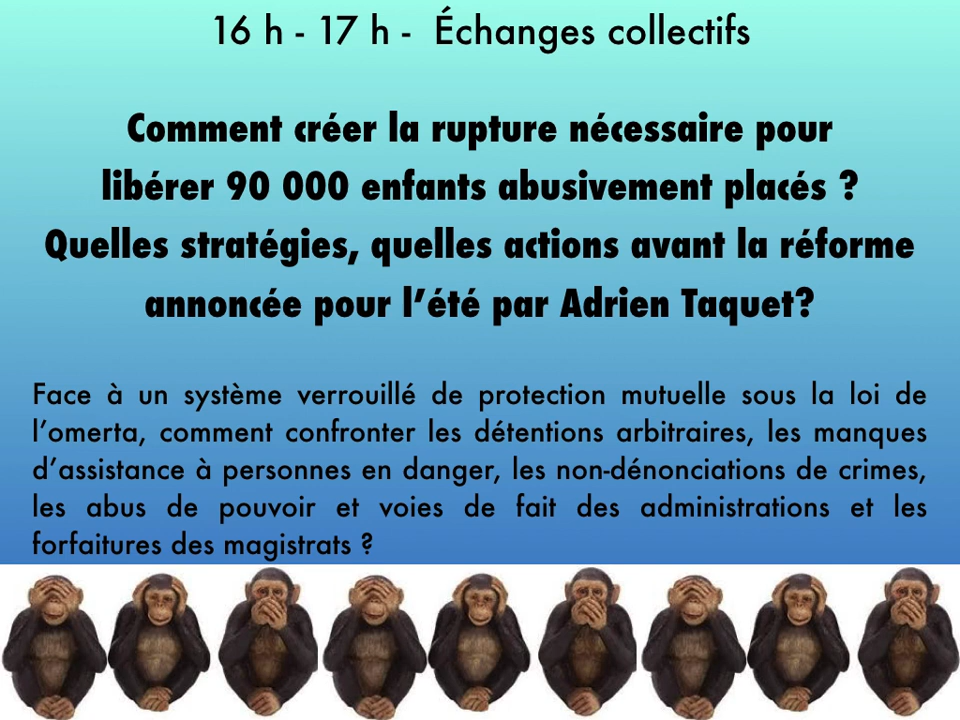 16 h - 17 h - Échanges collectifs
Comment créer la rupture nécessaire pour
libérer 90 000 enfants abusivement placés ?
Quelles stratégies, quelles actions avant la réforme
annoncée pour l’été par Adrien Taquet?
Face à un système verrouillé de protection mutuelle sous la loi de
l’omerta, comment confronter les détentions arbitraires, les manques
d’assistance à personnes en danger, les non-dénonciations de crimes,
les abus de pouvoir et voies de fait des administrations et les
forfaitures des magistrats ?